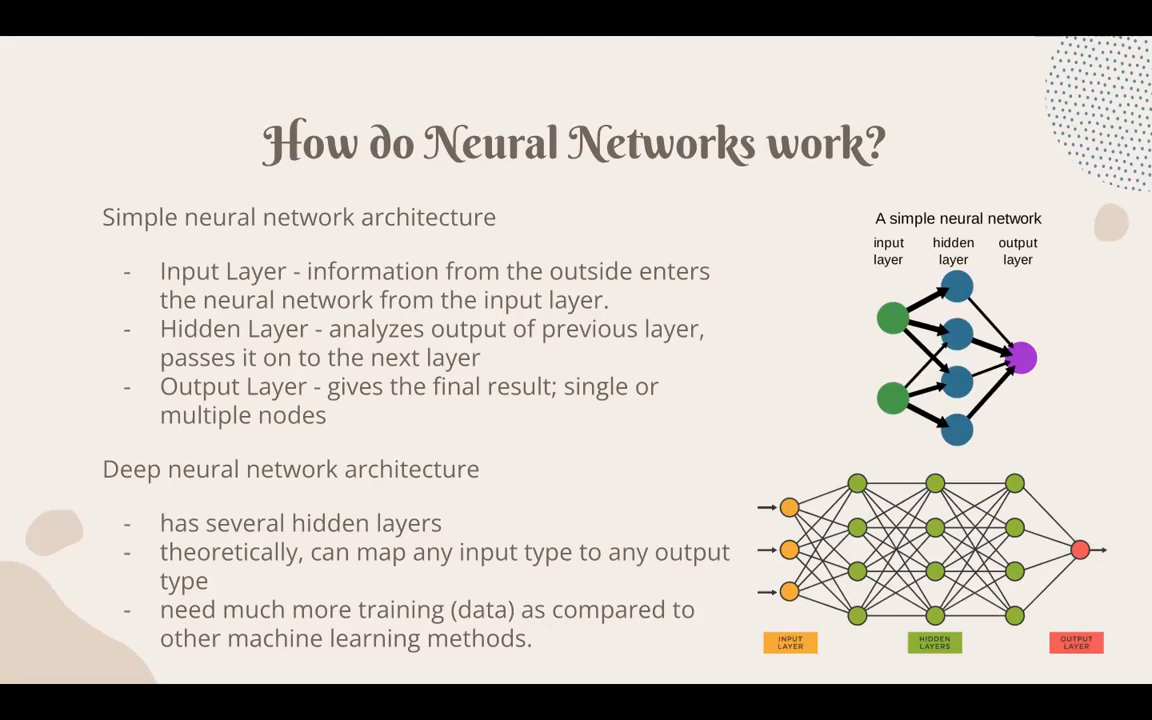 How do Neural Networks work?
Simple neural network architecture
- Input Layer - information from the outside enters
the neural network from the input layer.
- Hidden Layer - analyzes output of previous layer,
passes it on to the next layer
- Output Layer - gives the final result; single or
multiple nodes
Deep neural network architecture
- has several hidden layers
- theoretically, can map any input type to any output
type
- need much more training (data) as compared to
other machine learning methods.
A simple neural network
input hidden output
layer layer layer
INPUT HIDDEN OUTPUT
LAYER LAYERS LAYER